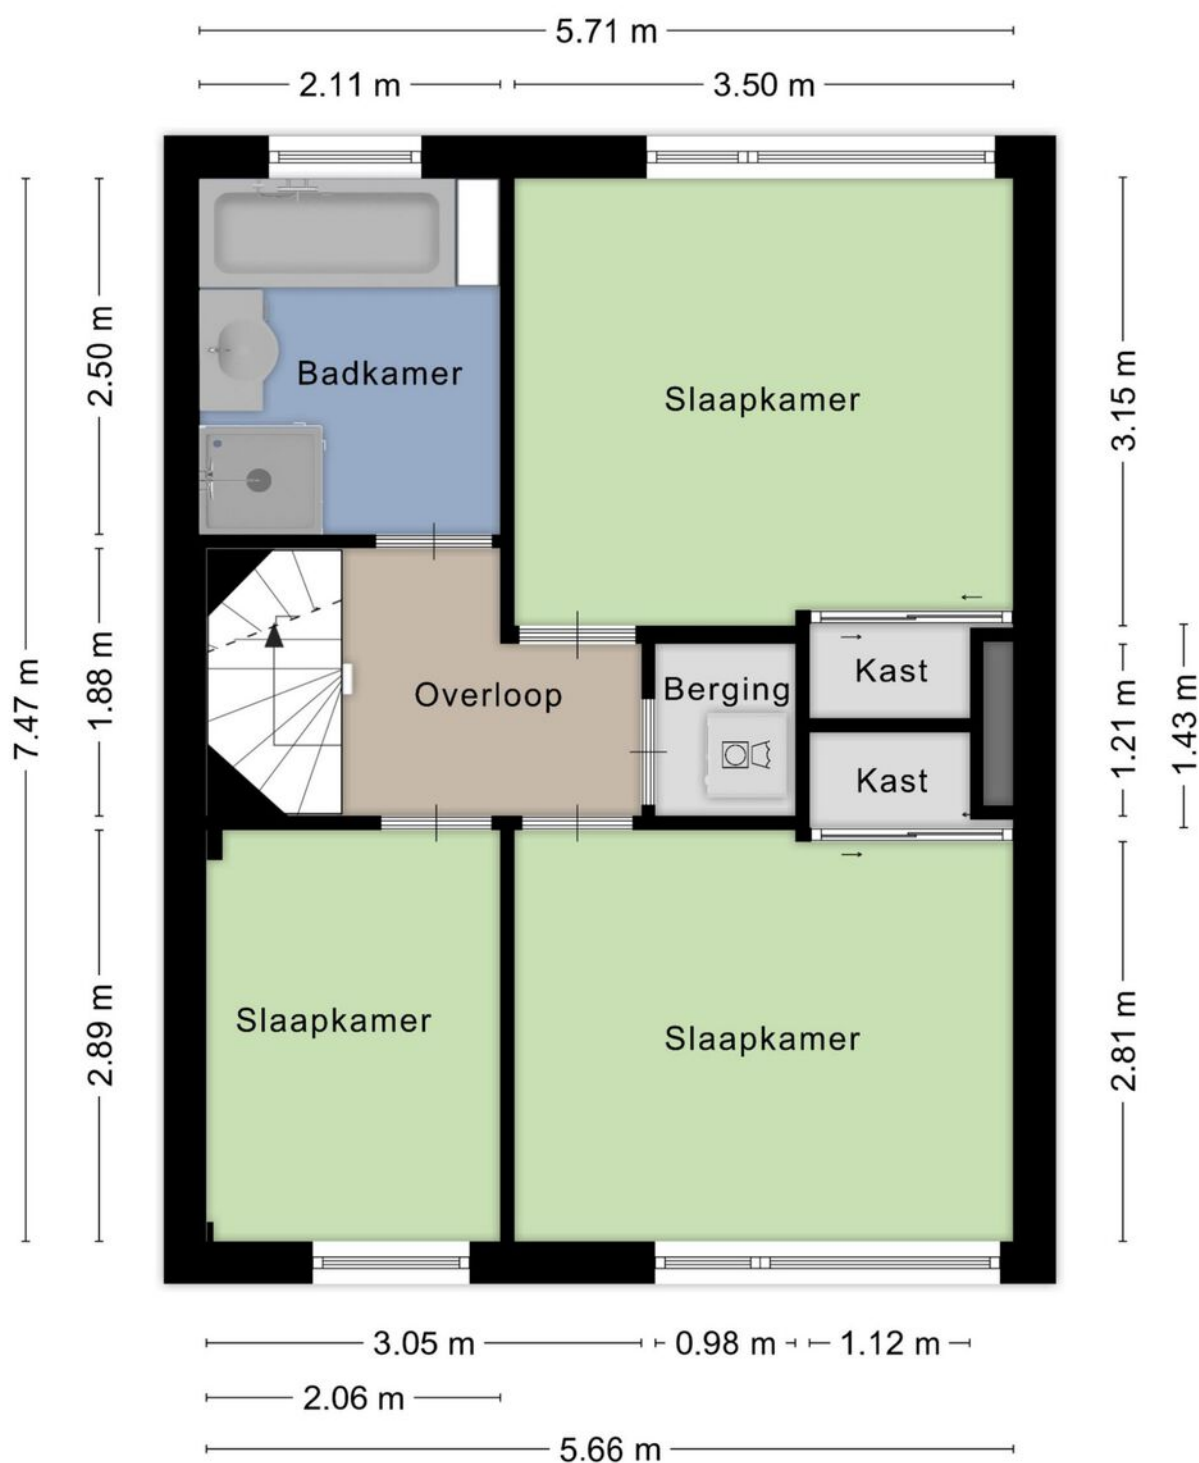 5.71 m
2.11 m
3.50 m
2.50 m
3.15 m
Badkamer
Slaapkamer
7.47 m
1.88 m
Overloop
Berging
Kast
Kast
1.21 m
1.43 m
2.89 m
Slaapkamer
Slaapkamer
2.81 m
3.05 m
0.98 m
1.12 m
2.06 m
5.66 m